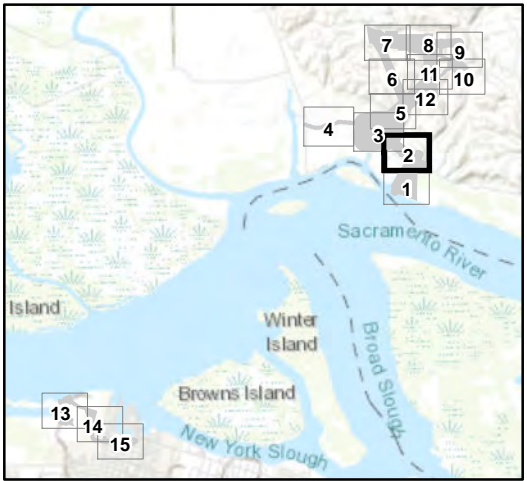 7
8
9
6
11
10
12
5
4
3
2
1
Sacramento River
Island
Winter
Island
Broad Slough
Browns Island
13
14
15
New York Slough